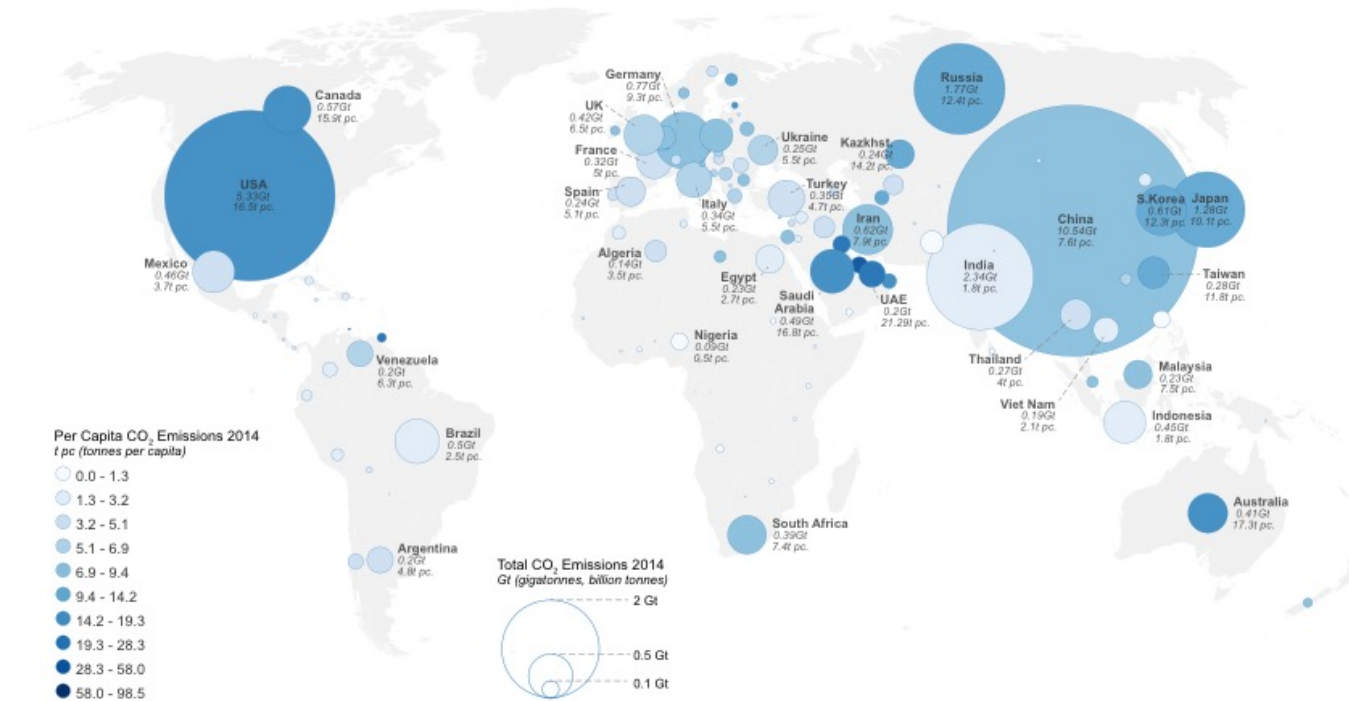 Canada
0.57Gt
15.9t pc.
USA
5.33Gt
16.5t pc.
Mexico
0.46Gt
3.7t pc.
Venezuela
0.2Gt
6.3t pc.
Brazil
0.5Gt
2.5t pc.
Argentina
0.2Gt
4.8t pc.
Germany
0.77Gt
9.3t pc.
UK
0.42Gt
6.5t pc.
France
0.32Gt
5t pc.
Spain
0.24Gt
5.1t pc.
Italy
0.34Gt
5.5t pc.
Ukraine
0.25Gt
5.5t pc.
Turkey
0.35Gt
4.7t pc.
Kazkhst.
0.24Gt
14.2t pc.
Russia
1.77Gt
12.4t pc.
Algeria
0.14Gt
3.5t pc.
Egypt
0.23Gt
2.7t pc.
Nigeria
0.09Gt
0.5t pc.
Saudi
Arabia
0.49Gt
16.8t pc.
Iran
0.62Gt
7.9t pc.
UAE
0.2Gt
21.29t pc.
South Africa
0.39Gt
7.4t pc.
China
10.54Gt
7.6t pc.
India
2.34Gt
1.8t pc.
S.Korea
0.61Gt
12.3t pc.
Japan
1.28Gt
10.1t pc.
Taiwan
0.28Gt
11.8t pc.
Thailand
0.27Gt
4t pc.
Viet Nam
0.19Gt
2.1t pc.
Malaysia
0.23Gt
7.5t pc.
Indonesia
0.45Gt
1.8t pc.
Australia
0.41Gt
17.3t pc.
Per Capita CO2 Emissions 2014
t pc (tonnes per capita)
0.0 - 1.3
1.3 - 3.2
3.2 - 5.1
5.1 - 6.9
6.9 - 9.4
9.4 - 14.2
14.2 - 19.3
19.3 - 28.3
28.3 - 58.0
58.0 - 98.5
Total CO2 Emissions 2014
Gt (gigatonnes, billion tonnes)
2 Gt
0.5 Gt
0.1 Gt